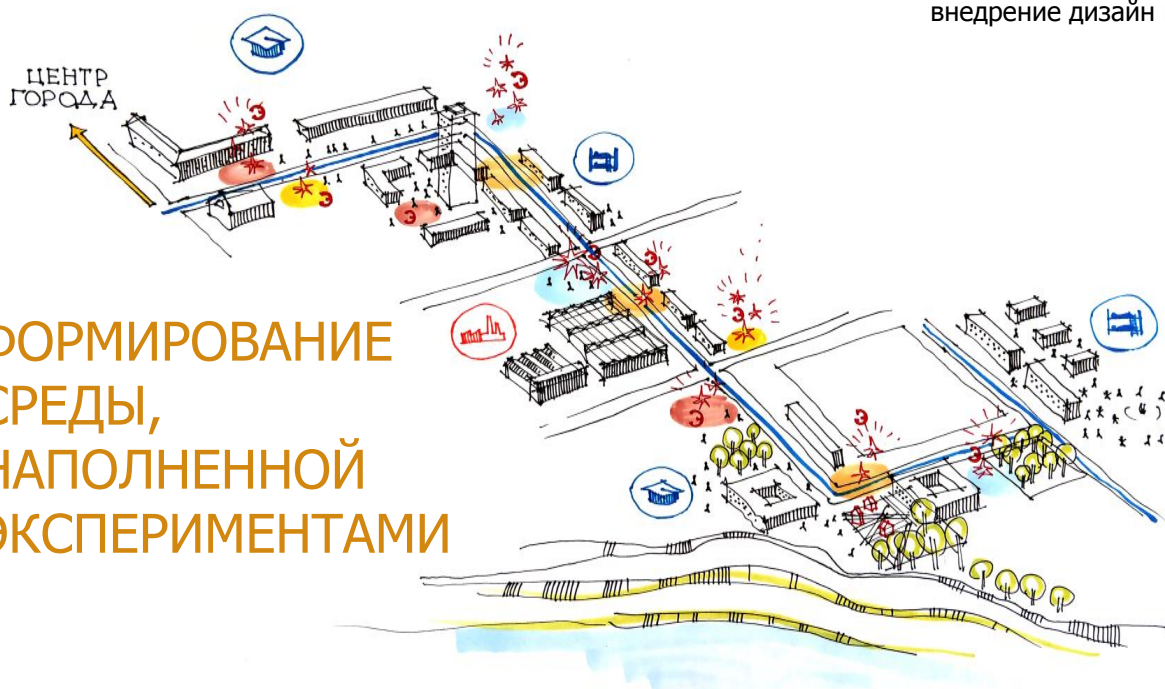 внедрение дизайн
ЦЕНТР
ГОРОДА
Э
Э
Э
Э
Э
Э
Э
Э
Э
Э
ФОРМИРОВАНИЕ
СРЕДЫ,
НАПОЛНЕННОЙ
ЭКСПЕРИМЕНТАМИ